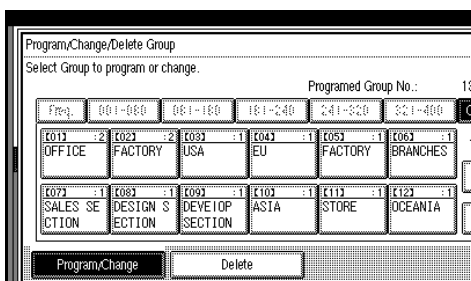 Program/Change/Delete Group
Select Group to program or change.
Programed Group No.: 13
Freq. 001-080 081-160 161-240 241-320 321-400
[01] :2 [02] :2 [03] :1 [04] :1 [05] :1 [06] :1
OFFICE FACTORY USA EU FACTORY BRANCHES
[07] :1 [08] :1 [09] :1 [10] :1 [11] :1 [12] :1
SALES SE DESIGN S DEVElOP ASIA STORE OCEANIA
CTION ECTION SECTION
Program/Change Delete